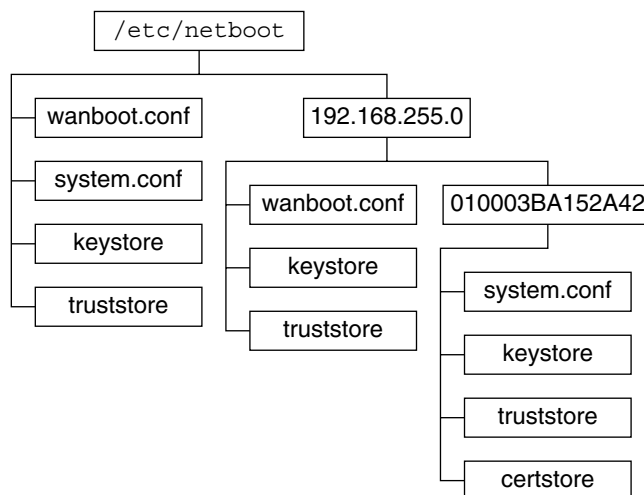 /etc/netboot
wanboot.conf
system.conf
keystore
truststore
192.168.255.0
wanboot.conf
keystore
truststore
010003BA152A42
system.conf
keystore
truststore
certstore